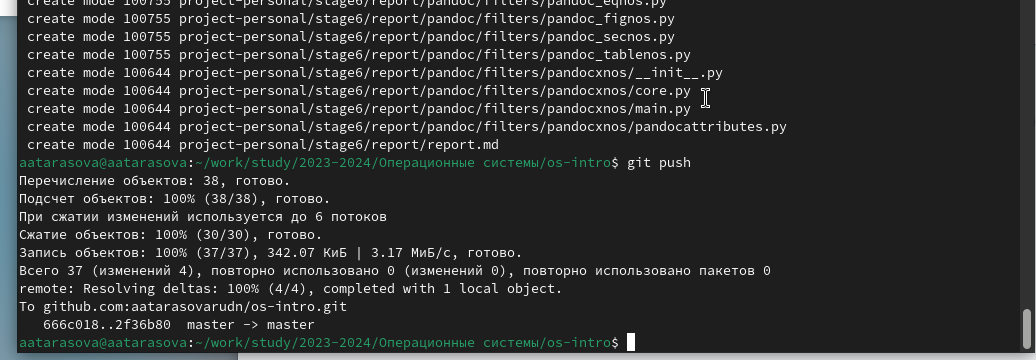 create mode 100755 project-personal/stage6/report/pandoc/filters/pandoc_eqnos.py
create mode 100755 project-personal/stage6/report/pandoc/filters/pandoc_fignos.py
create mode 100755 project-personal/stage6/report/pandoc/filters/pandoc_secnos.py
create mode 100755 project-personal/stage6/report/pandoc/filters/pandoc_tablenos.py
create mode 100644 project-personal/stage6/report/pandoc/filters/pandocxnos/__init__.py
create mode 100644 project-personal/stage6/report/pandoc/filters/pandocxnos/core.py
create mode 100644 project-personal/stage6/report/pandoc/filters/pandocxnos/main.py
create mode 100644 project-personal/stage6/report/pandoc/filters/pandocxnos/pandocattributes.py
create mode 100644 project-personal/stage6/report/report.md
aatarasova@aatarasova:~/work/study/2023-2024/Операционные системы/os-intro$ git push
Перечисление объектов: 38, готово.
Подсчет объектов: 100% (38/38), готово.
При сжатии изменений используется до 6 потоков
Сжатие объектов: 100% (30/30), готово.
Запись объектов: 100% (37/37), 342.07 КиБ | 3.17 МиБ/с, готово.
Всего 37 (изменений 4), повторно использовано 0 (изменений 0), повторно использовано пакетов 0
remote: Resolving deltas: 100% (4/4), completed with 1 local object.
To github.com:aatarasovarudn/os-intro.git
   666c018..2f36b80  master -> master
aatarasova@aatarasova:~/work/study/2023-2024/Операционные системы/os-intro$